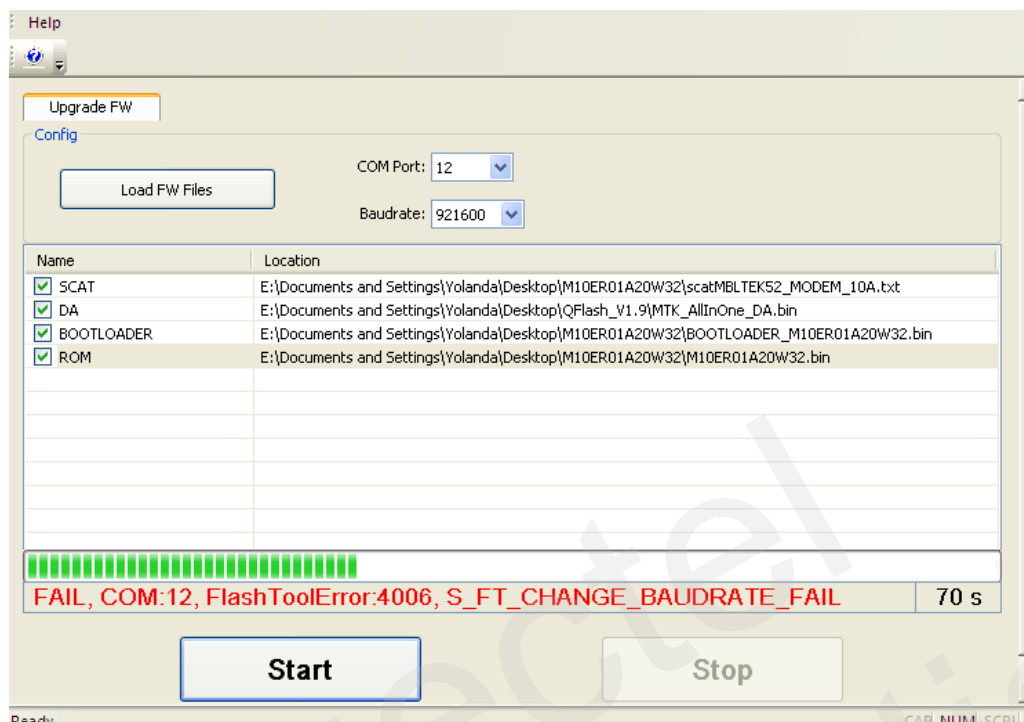 Help
Upgrade FW
Config
Load FW Files
COM Port: 12
Baudrate: 921600
Name Location
SCAT E:\Documents and Settings\Yolanda\Desktop\M10ER01A20W32\scatMBLTEK52_MODEM_10A.txt
DA E:\Documents and Settings\Yolanda\Desktop\QFlash_V1.9\MTK_AllInOne_DA.bin
BOOTLOADER E:\Documents and Settings\Yolanda\Desktop\M10ER01A20W32\BOOTLOADER_M10ER01A20W32.bin
ROM E:\Documents and Settings\Yolanda\Desktop\M10ER01A20W32\M10ER01A20W32.bin
FAIL, COM:12, FlashToolError:4006, S_FT_CHANGE_BAUDRATE_FAIL 70 s
Start Stop
Ready CAP NUM SCRL